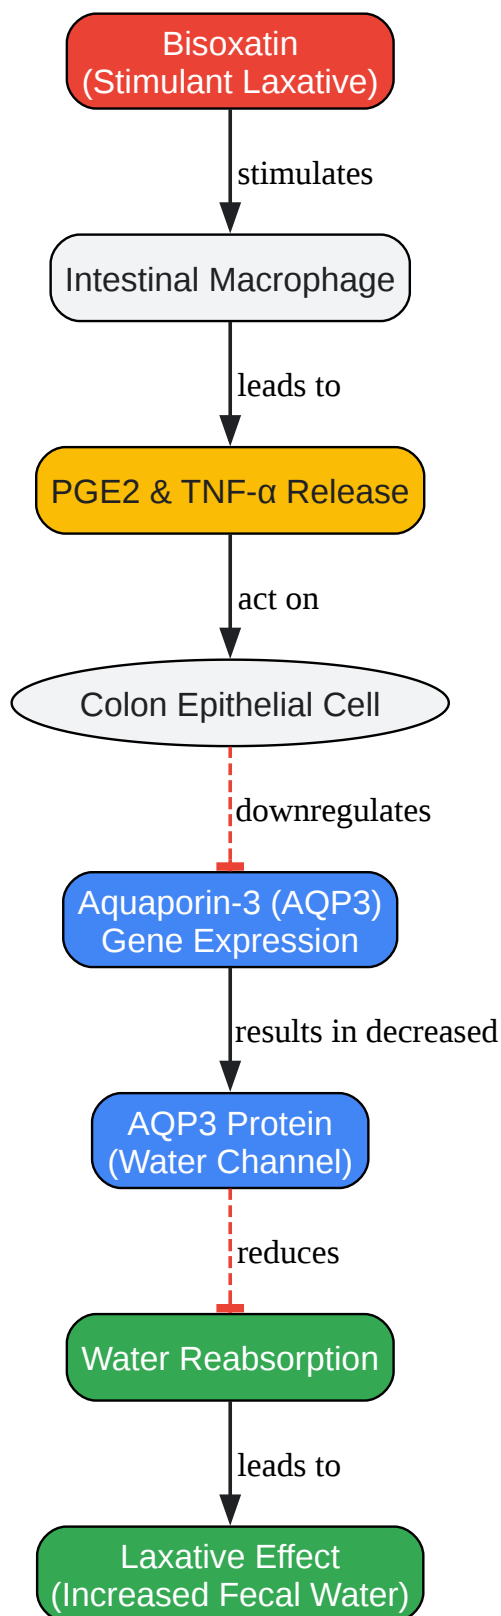 Bisoxatin
(Stimulant Laxative)
stimulates
Intestinal Macrophage
leads to
PGE2 & TNF-α Release
act on
Colon Epithelial Cell
downregulates
Aquaporin-3 (AQP3)
Gene Expression
results in decreased
AQP3 Protein
(Water Channel)
reduces
Water Reabsorption
leads to
Laxative Effect
(Increased Fecal Water)